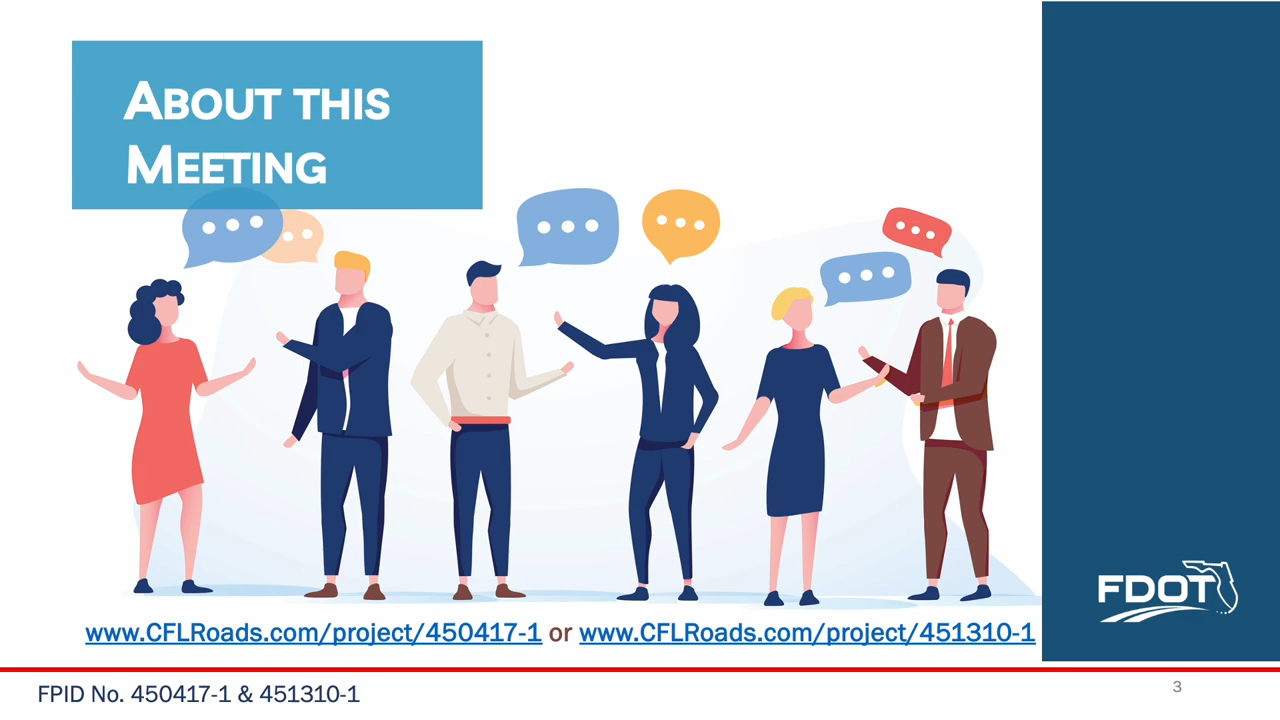 ABOUT THIS
MEETING
www.CFLRoads.com/project/450417-1 or www.CFLRoads.com/project/451310-1
FDOT
FPID No. 450417-1 & 451310-1
3